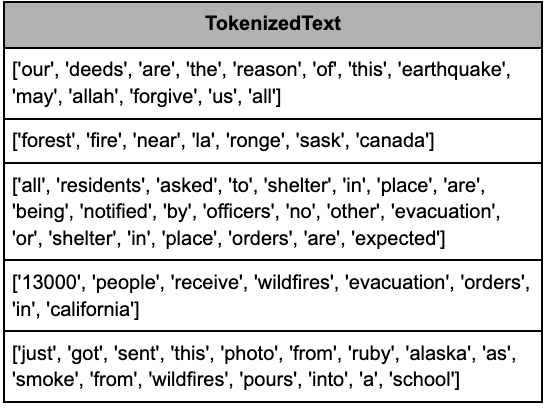 TokenizedText
['our', 'deeds', 'are', 'the', 'reason', 'of', 'this', 'earthquake',
'may', 'allah', 'forgive', 'us', 'all']
['forest', 'fire', 'near', 'la', 'ronge', 'sask', 'canada']
['all', 'residents', 'asked', 'to', 'shelter', 'in', 'place', 'are',
'being', 'notified', 'by', 'officers', 'no', 'other', 'evacuation',
'or', 'shelter', 'in', 'place', 'orders', 'are', 'expected']
['13000', 'people', 'receive', 'wildfires', 'evacuation', 'orders',
'in', 'california']
['just', 'got', 'sent', 'this', 'photo', 'from', 'ruby', 'alaska', 'as',
'smoke', 'from', 'wildfires', 'pours', 'into', 'a', 'school']